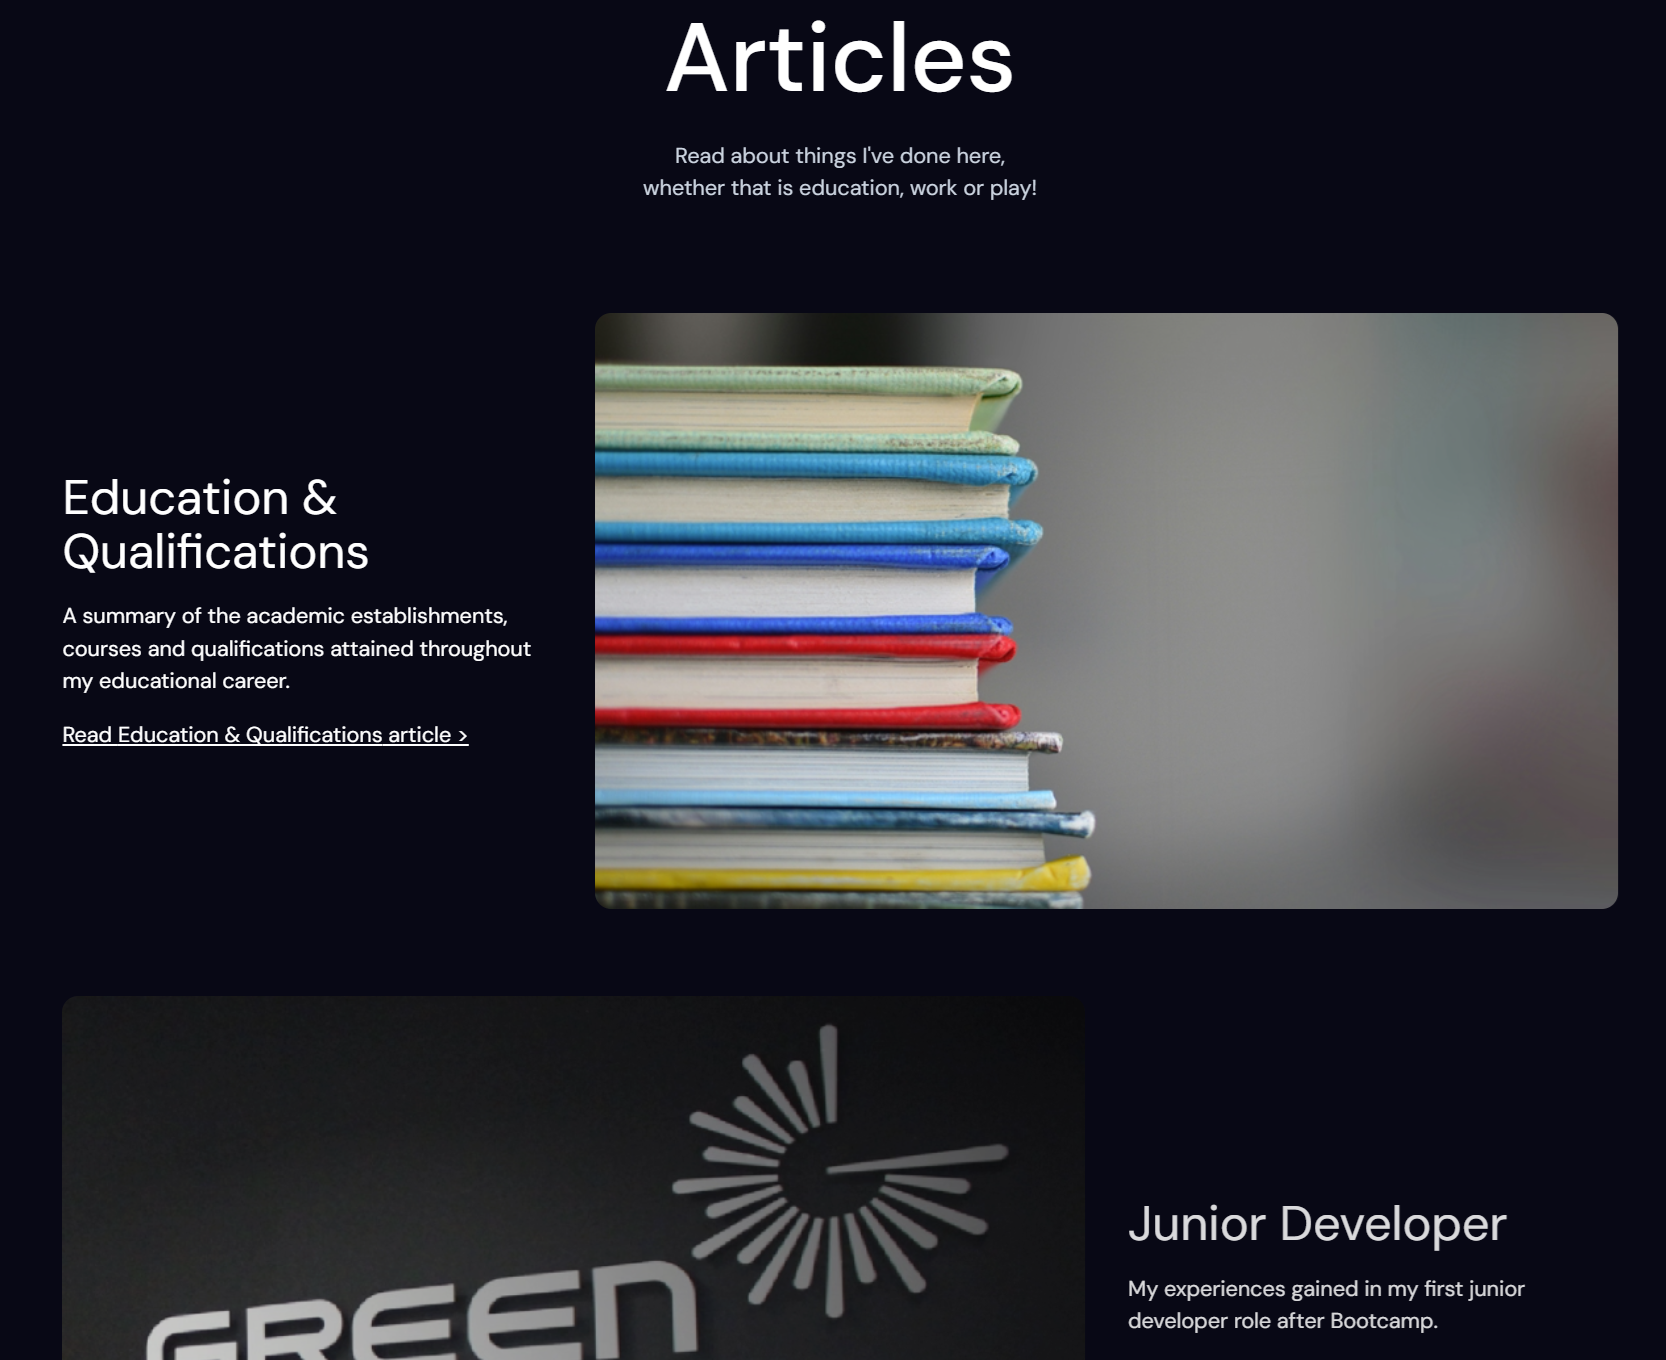 Articles
Read about things I've done here,
whether that is education, work or play!
Education &
Qualifications
A summary of the academic establishments,
courses and qualifications attained throughout
my educational career.
Read Education & Qualifications article >
GREEN
Junior Developer
My experiences gained in my first junior
developer role after Bootcamp.